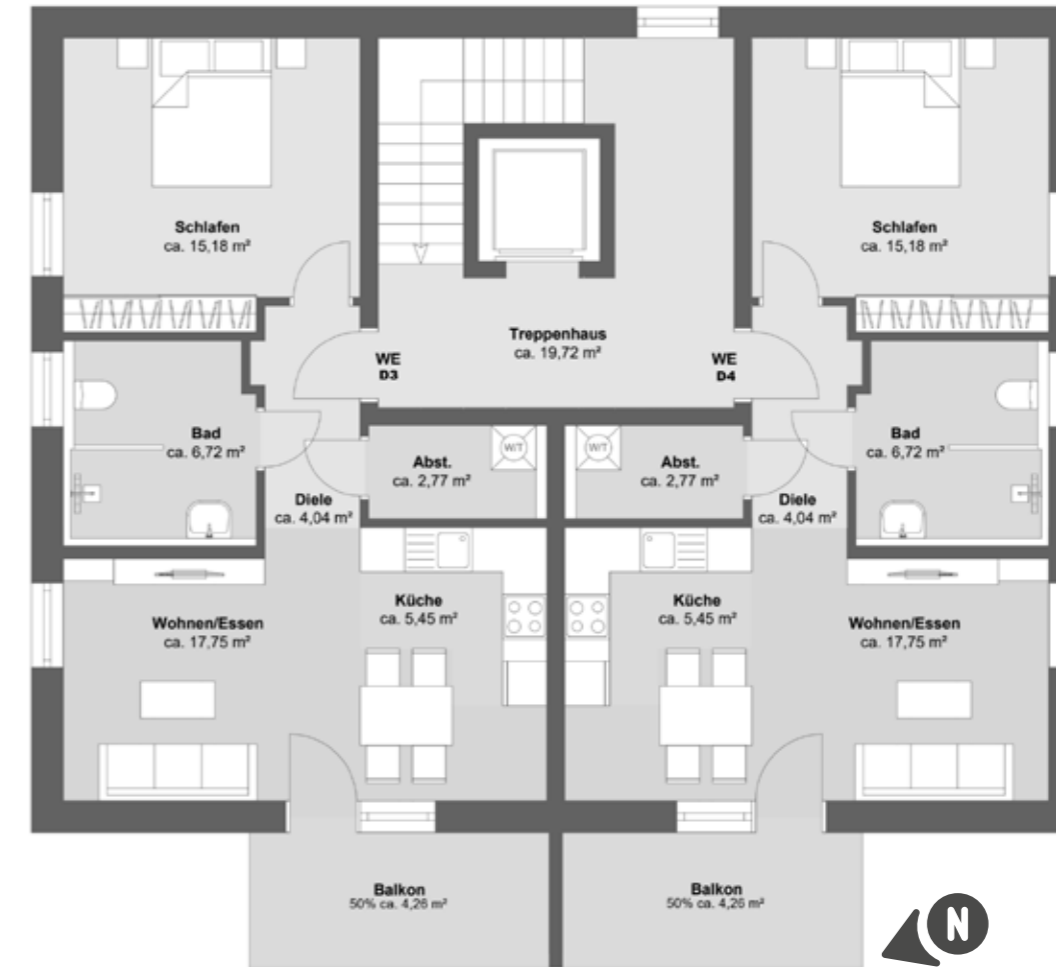 Schlafen
ca. 15,18 m²
Schlafen
ca. 15,18 m²
Treppenhaus
ca. 19,72 m²
WE
D3
WE
D4
Bad
ca. 6,72 m²
Abst.
ca. 2,77 m²
W/T
W/T
Abst.
ca. 2,77 m²
Bad
ca. 6,72 m²
Diele
ca. 4,04 m²
Diele
ca. 4,04 m²
Wohnen/Essen
ca. 17,75 m²
Küche
ca. 5,45 m²
Küche
ca. 5,45 m²
Wohnen/Essen
ca. 17,75 m²
Balkon
50% ca. 4,26 m²
Balkon
50% ca. 4,26 m²
N